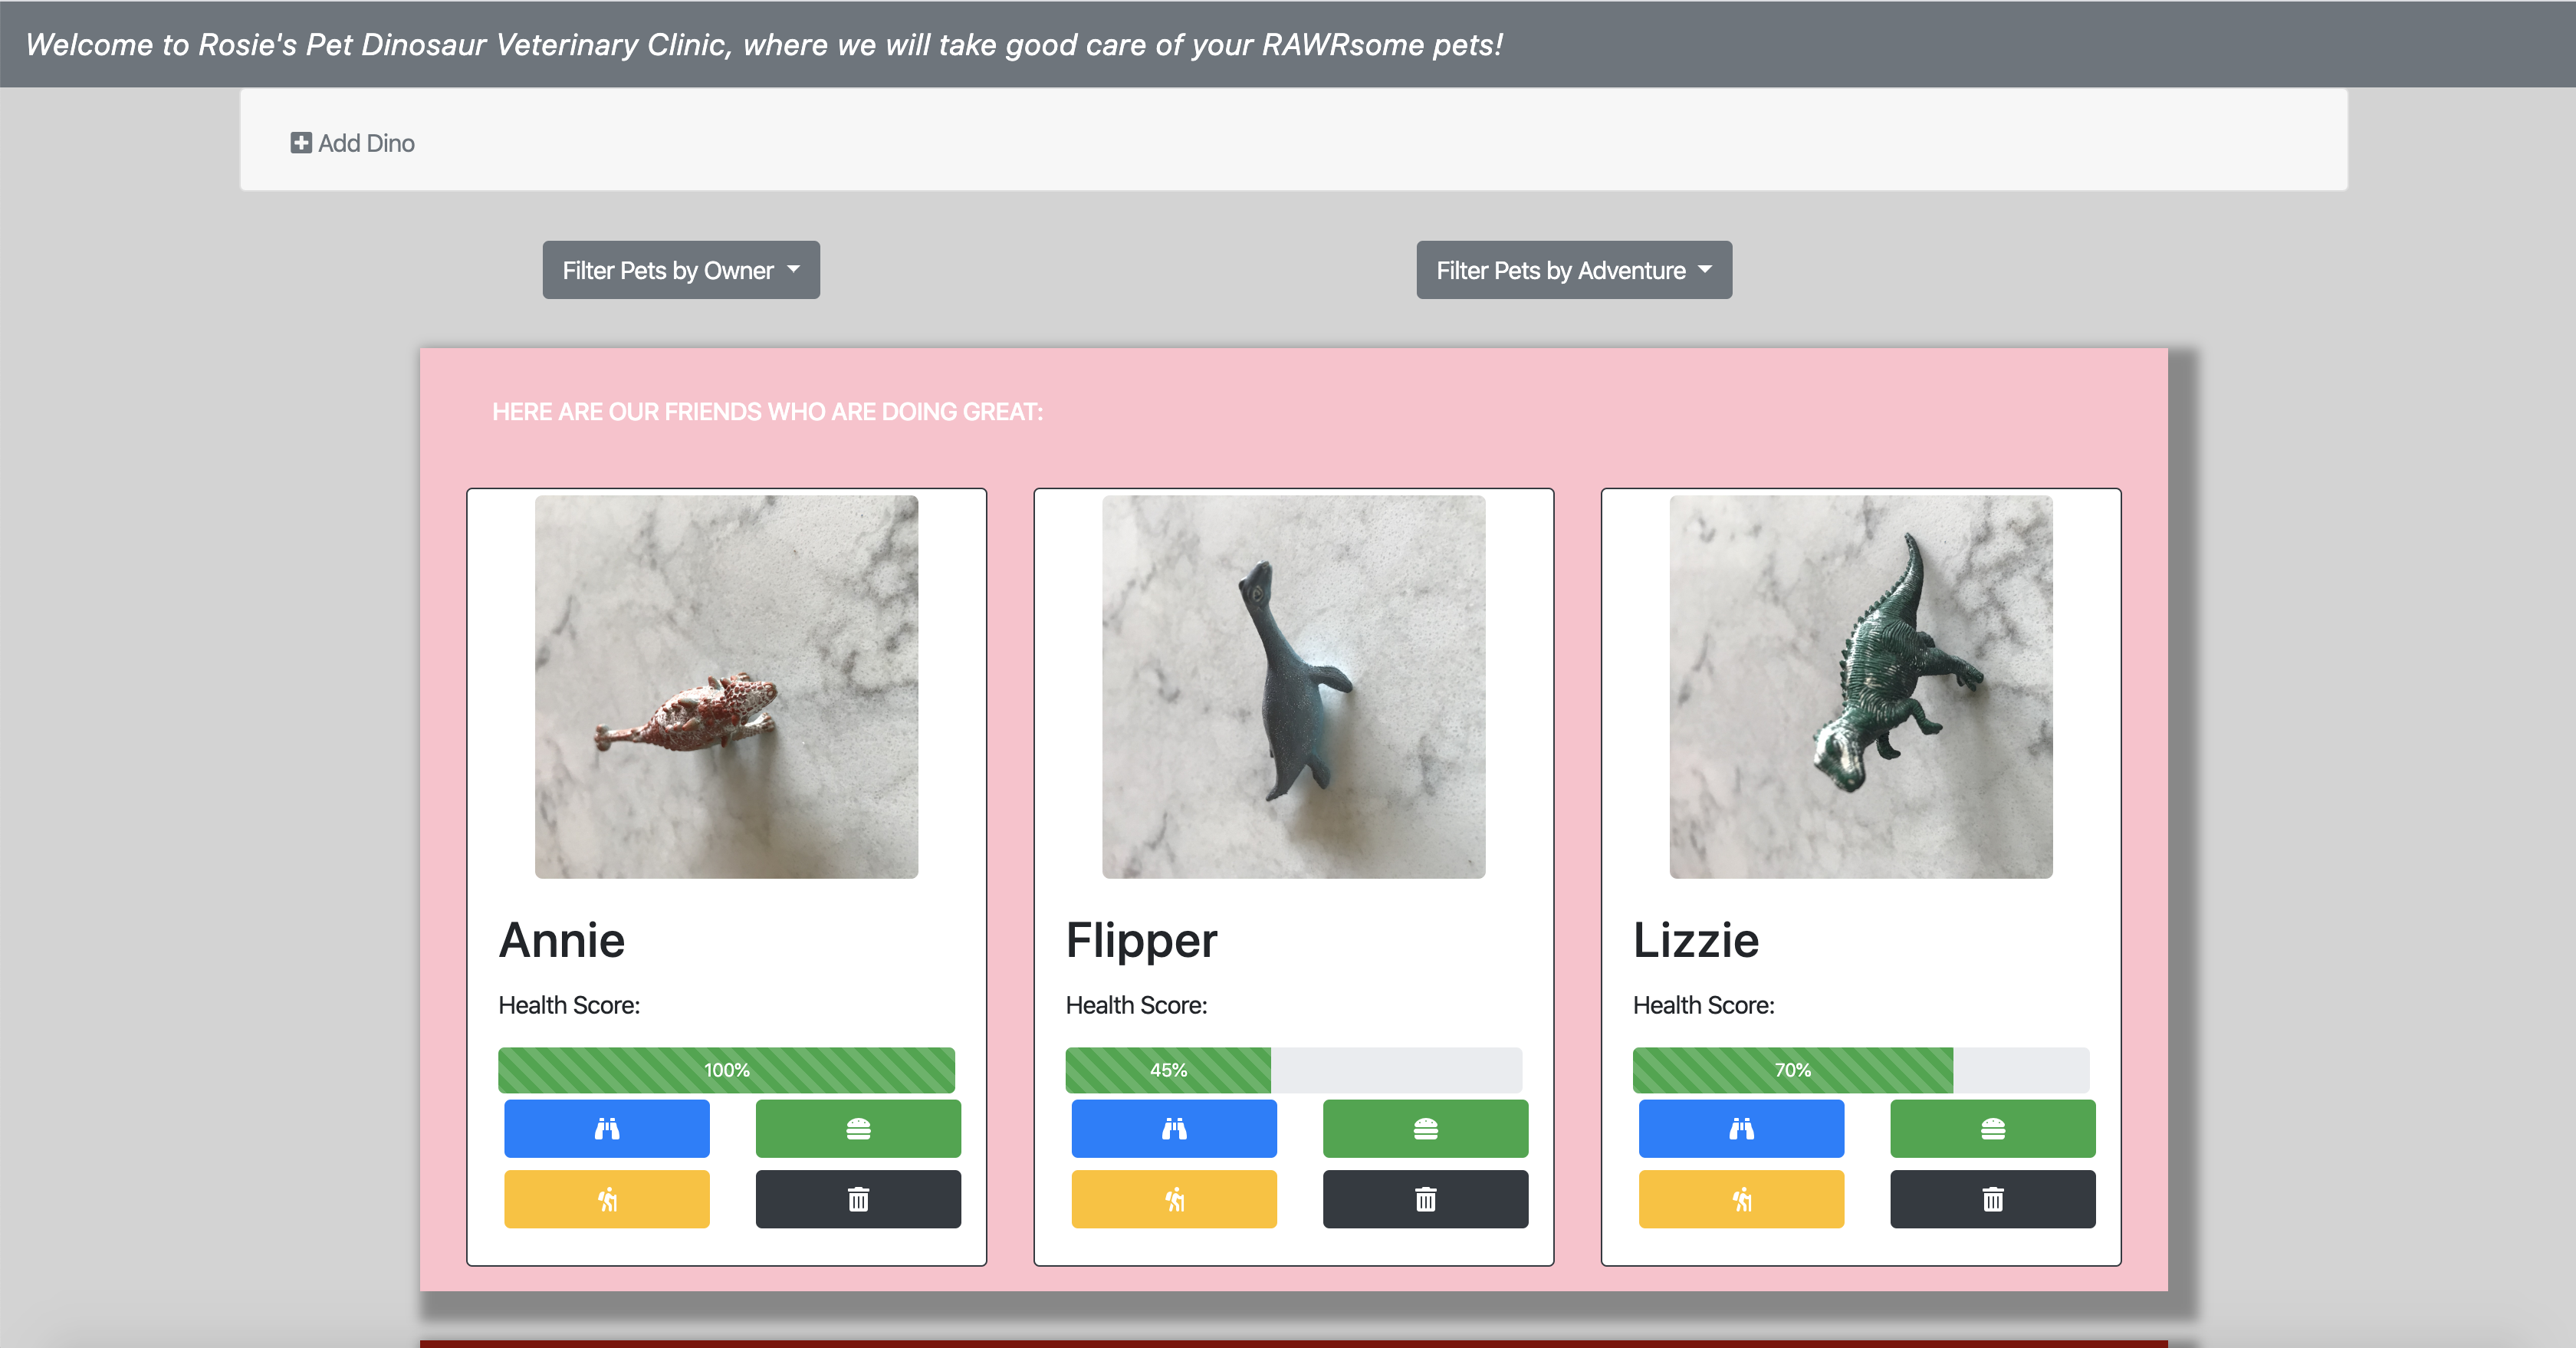 Welcome to Rosie's Pet Dinosaur Veterinary Clinic, where we will take good care of your RAWRsome pets!
Add Dino
Filter Pets by Owner
Filter Pets by Adventure
HERE ARE OUR FRIENDS WHO ARE DOING GREAT:
Annie
Health Score:
100%
Flipper
Health Score:
45%
Lizzie
Health Score:
70%